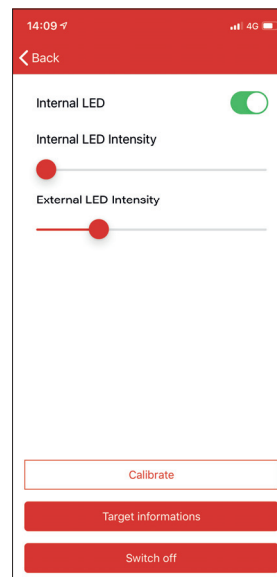 14:09 4G
Back
Internal LED
Internal LED Intensity
External LED Intensity
Calibrate
Target informations
Switch off